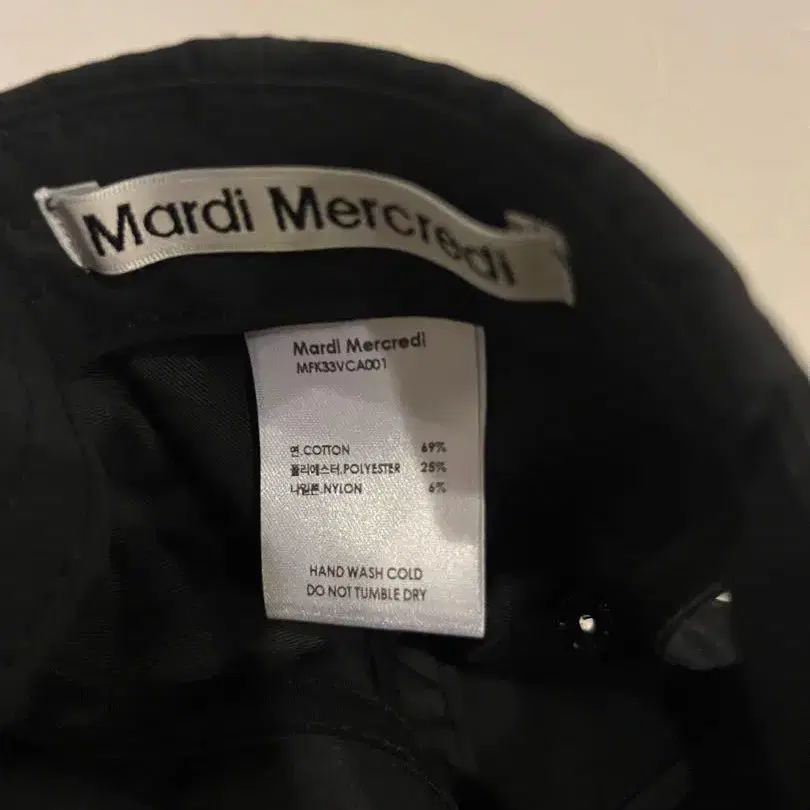 Mardi Mercredi
Mardi Mercredi
MFK33VCA001
면.COTTON 69%
폴리에스터.POLYESTER 25%
나일론.NYLON 6%
HAND WASH COLD
DO NOT TUMBLE DRY